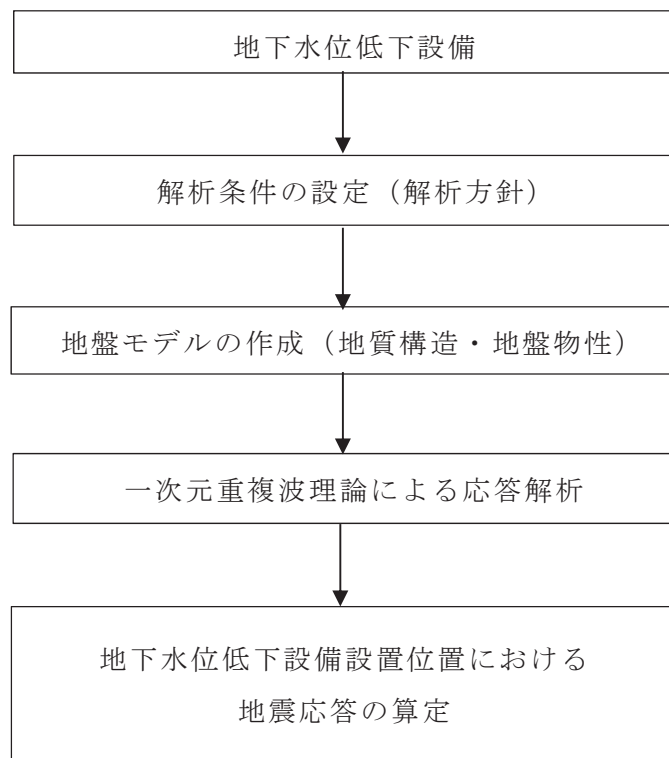 地下水位低下設備
解析条件の設定（解析方針）
地盤モデルの作成（地質構造・地盤物性）
一次元重複波理論による応答解析
地下水位低下設備設置位置における
地震応答の算定